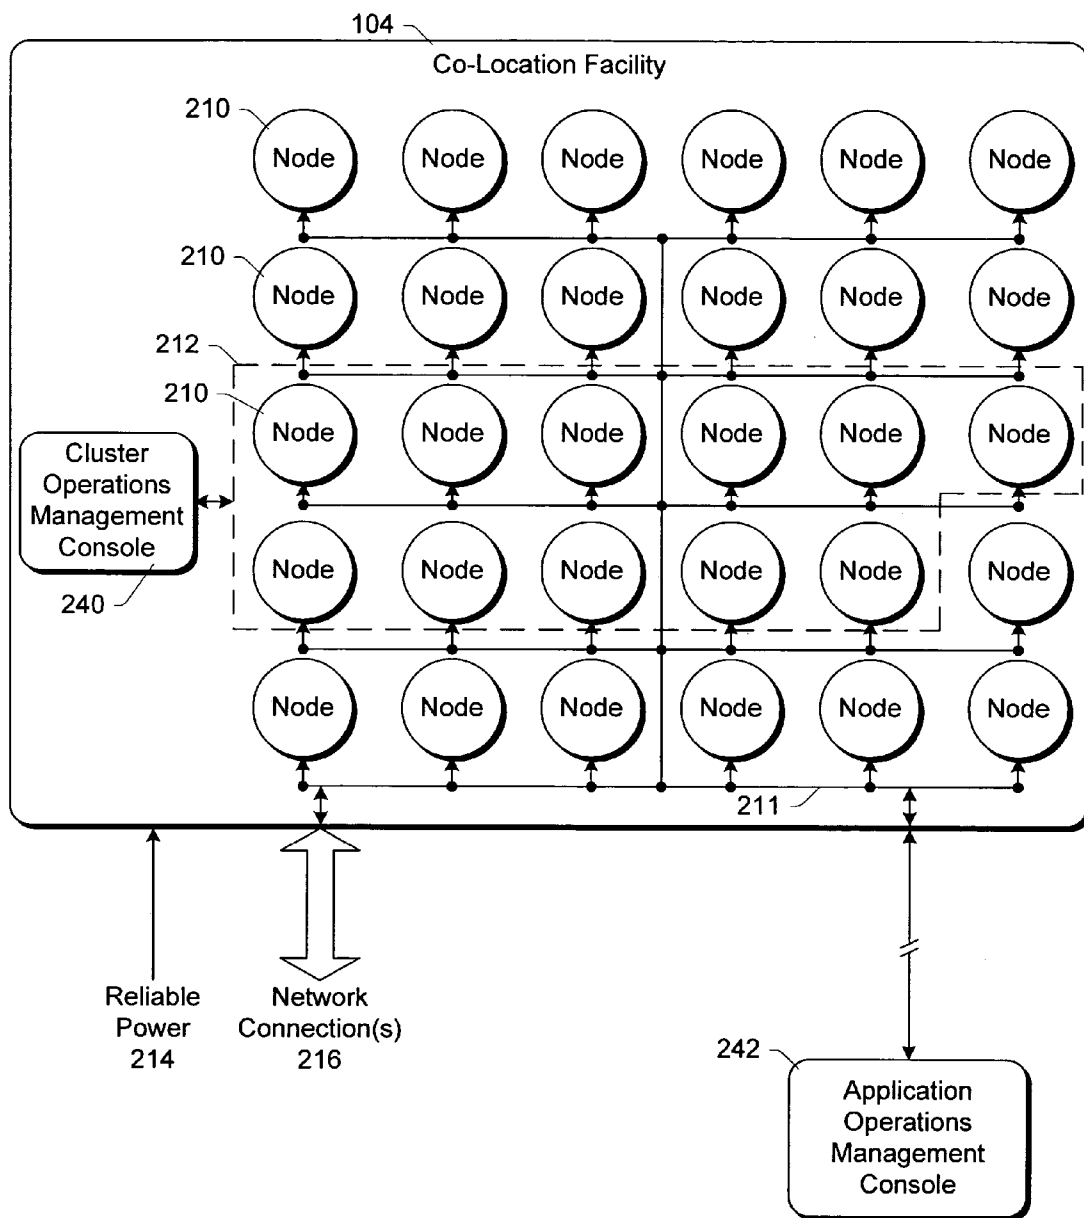 104
Co-Location Facility
210
Node Node Node Node Node Node
210
Node Node Node Node Node Node
212
210
Node Node Node Node Node Node
Cluster
Operations
Management
Console
240
Node Node Node Node Node Node
Node Node Node Node Node Node
211
Reliable
Power
214
Network
Connection(s)
216
242
Application
Operations
Management
Console